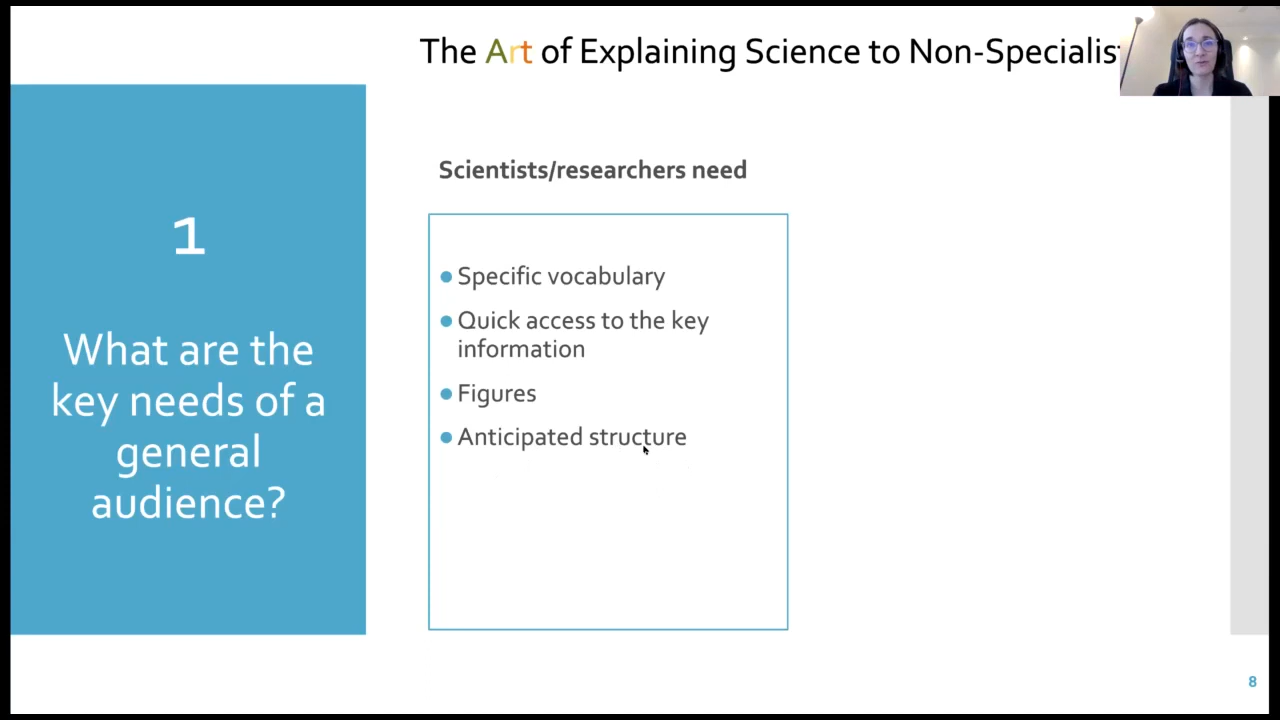 The Art of Explaining Science to Non-Specialis
1
What are the
key needs of a
general
audience?
Scientists/researchers need
Specific vocabulary
Quick access to the key
information
Figures
Anticipated structure
8